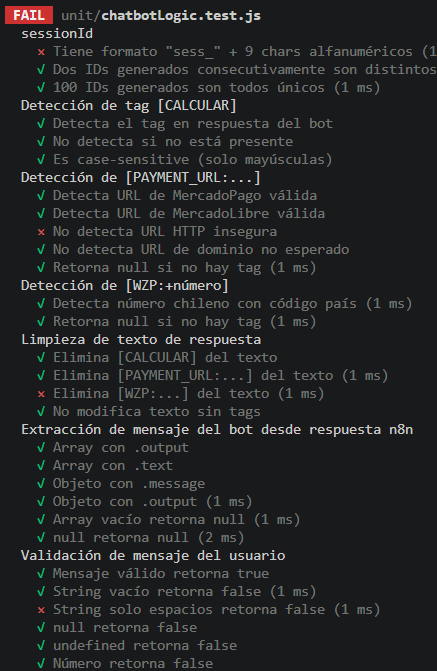 FAIL unit/chatbotLogic.test.js
sessionId
× Tiene formato "sess_" + 9 chars alfanuméricos (1
√ Dos IDs generados consecutivamente son distintos
√ 100 IDs generados son todos únicos (1 ms)
Detección de tag [CALCULAR]
√ Detecta el tag en respuesta del bot
√ No detecta si no está presente
√ Es case-sensitive (solo mayúsculas)
Detección de [PAYMENT_URL:...]
√ Detecta URL de MercadoPago válida
√ Detecta URL de MercadoLibre válida
× No detecta URL HTTP insegura
√ No detecta URL de dominio no esperado
√ Retorna null si no hay tag (1 ms)
Detección de [WZP:+número]
√ Detecta número chileno con código país (1 ms)
√ Retorna null si no hay tag (1 ms)
Limpieza de texto de respuesta
√ Elimina [CALCULAR] del texto
√ Elimina [PAYMENT_URL:...] del texto (1 ms)
× Elimina [WZP:...] del texto (1 ms)
√ No modifica texto sin tags
Extracción de mensaje del bot desde respuesta n8n
√ Array con .output
√ Array con .text
√ Objeto con .message
√ Objeto con .output (1 ms)
√ Array vacío retorna null (1 ms)
√ null retorna null (2 ms)
Validación de mensaje del usuario
√ Mensaje válido retorna true
√ String vacío retorna false (1 ms)
× String solo espacios retorna false (1 ms)
√ null retorna false
√ undefined retorna false
√ Número retorna false